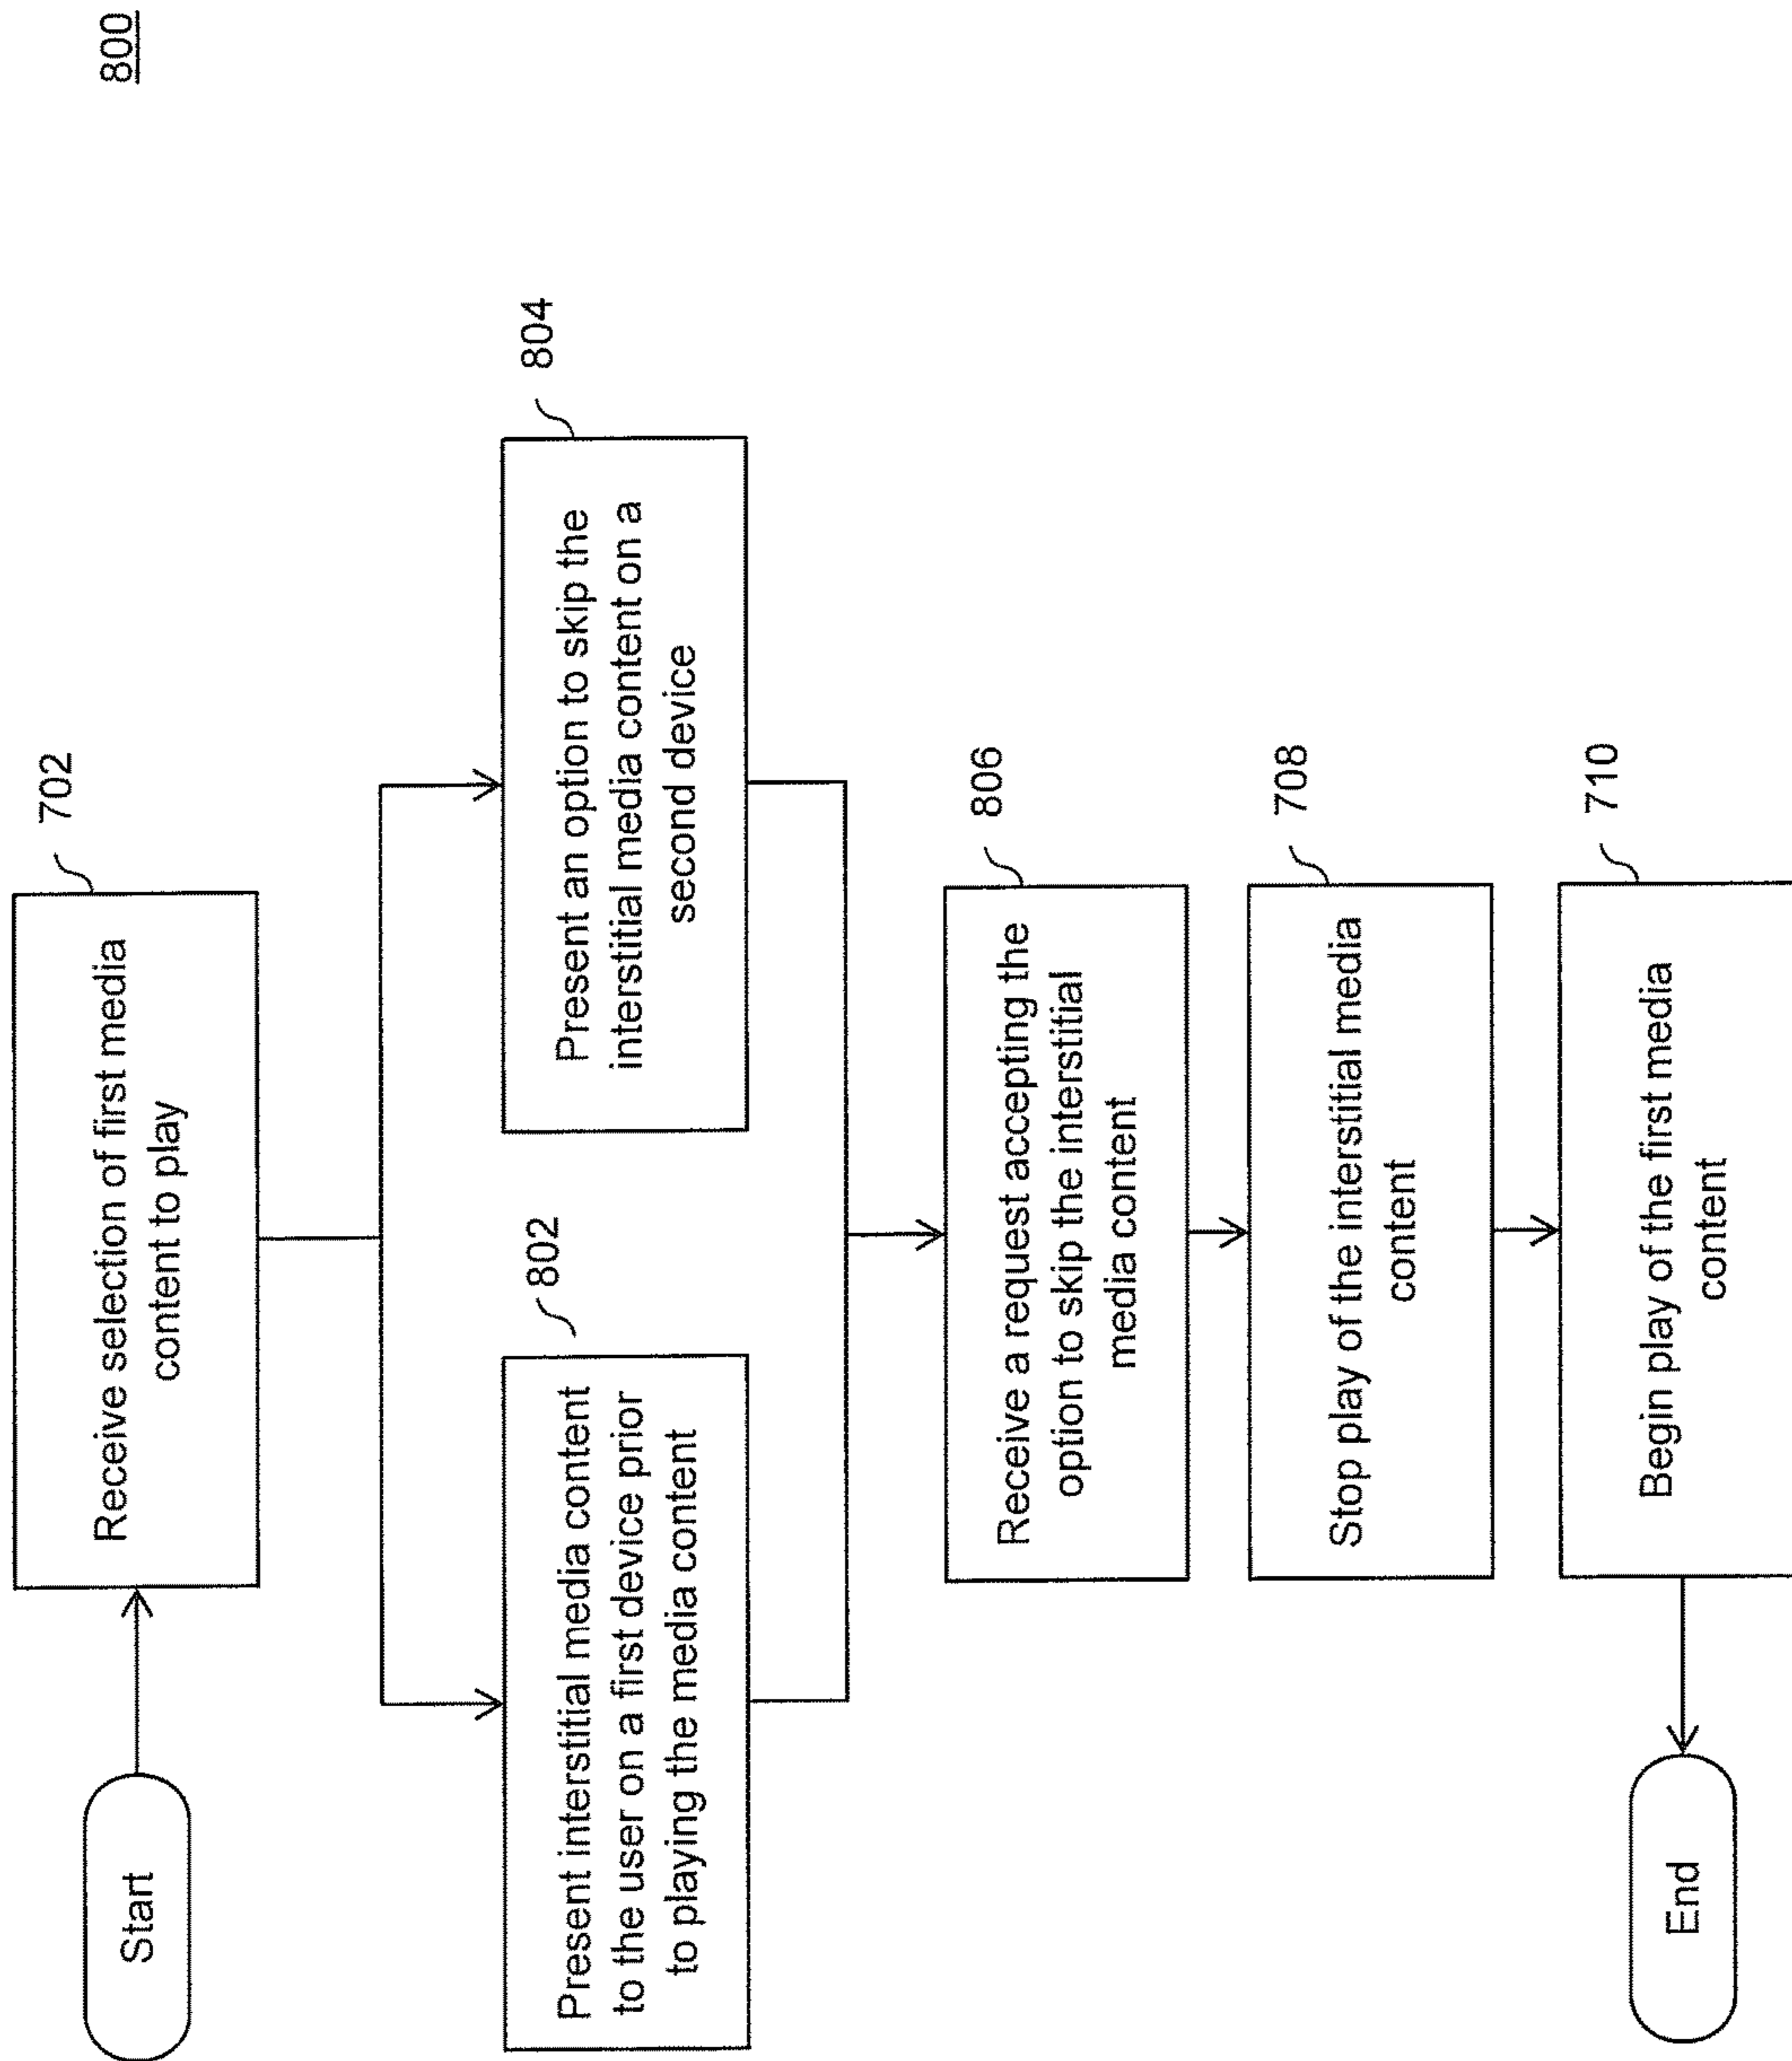 800
Start
Receive selection of first media
content to play
702
Present interstitial media content
to the user on a first device prior
to playing the media content
802
Present an option to skip the
interstitial media content on a
second device
804
Receive a request accepting the
option to skip the interstitial
media content
806
Stop play of the interstitial media
content
708
Begin play of the first media
content
710
End